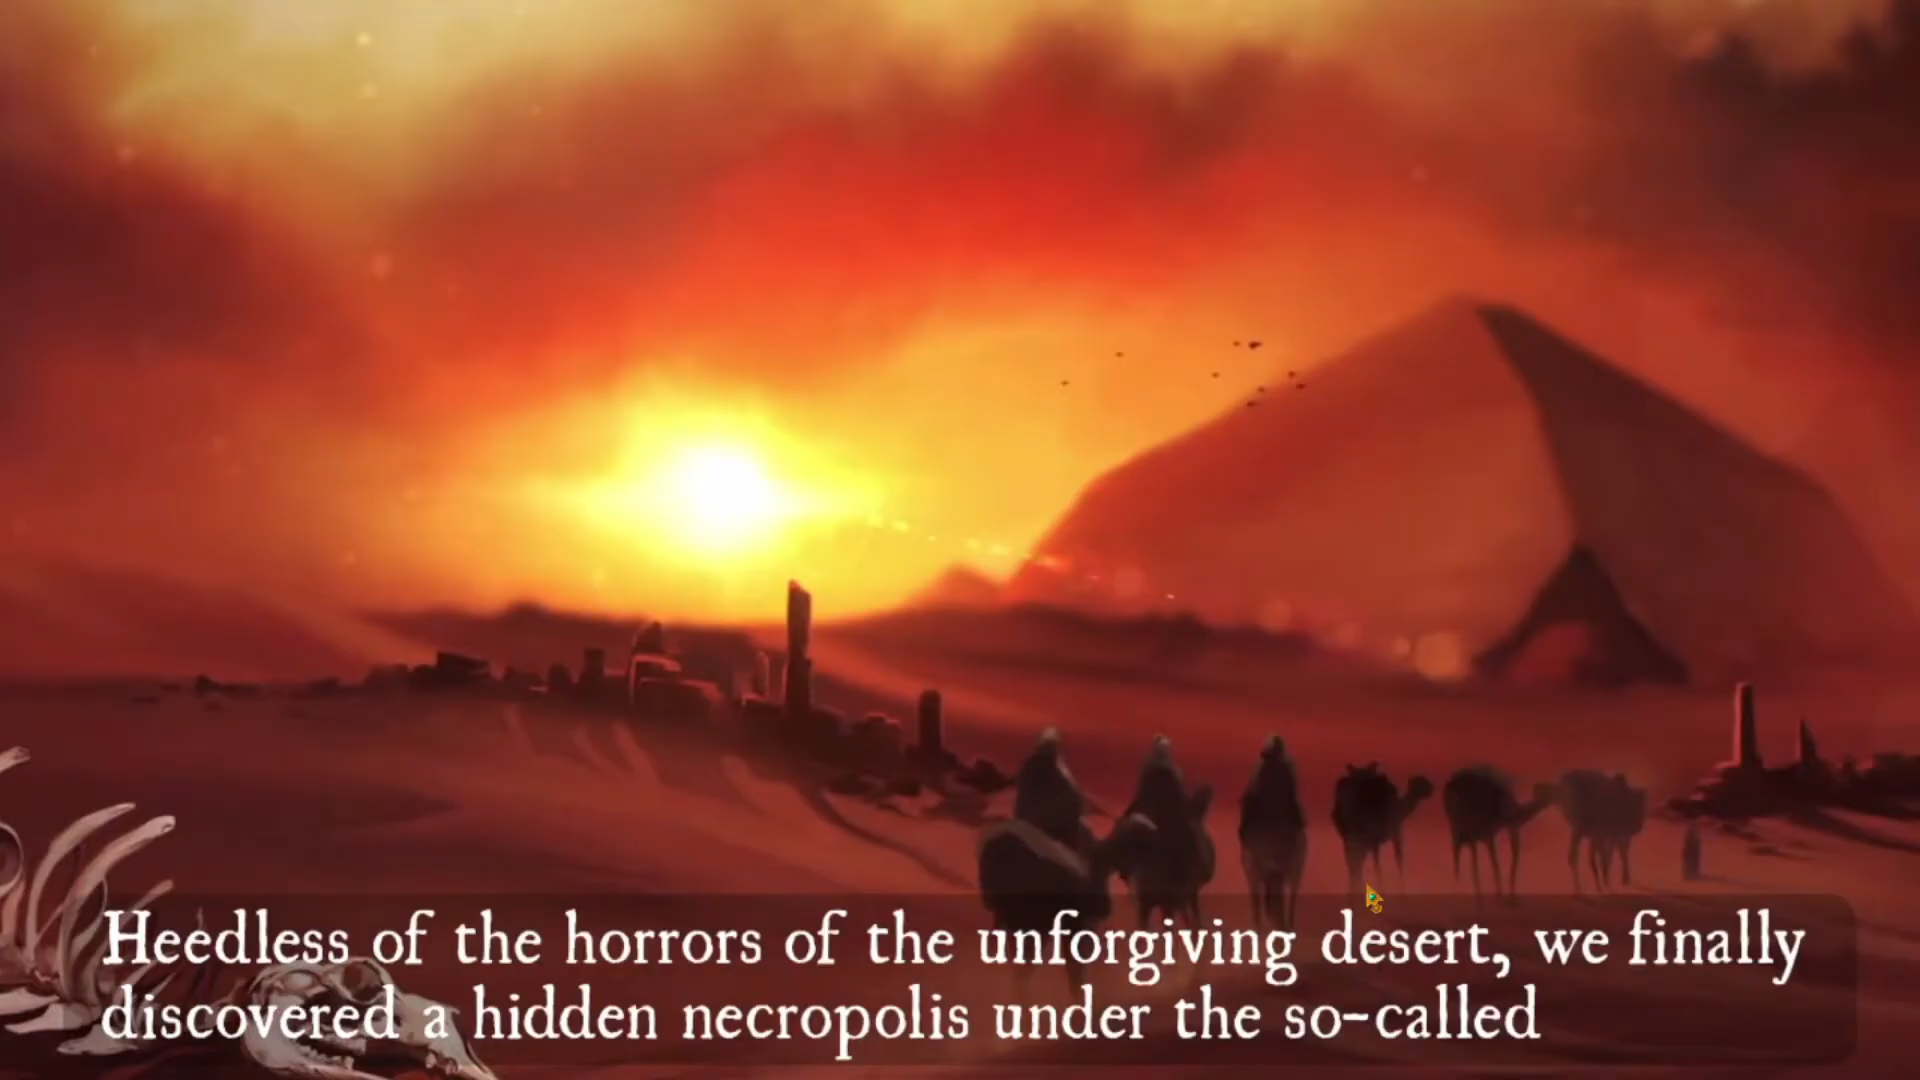 Heedless of the horrors of the unforgiving desert, we finally
discovered a hidden necropolis under the so-called